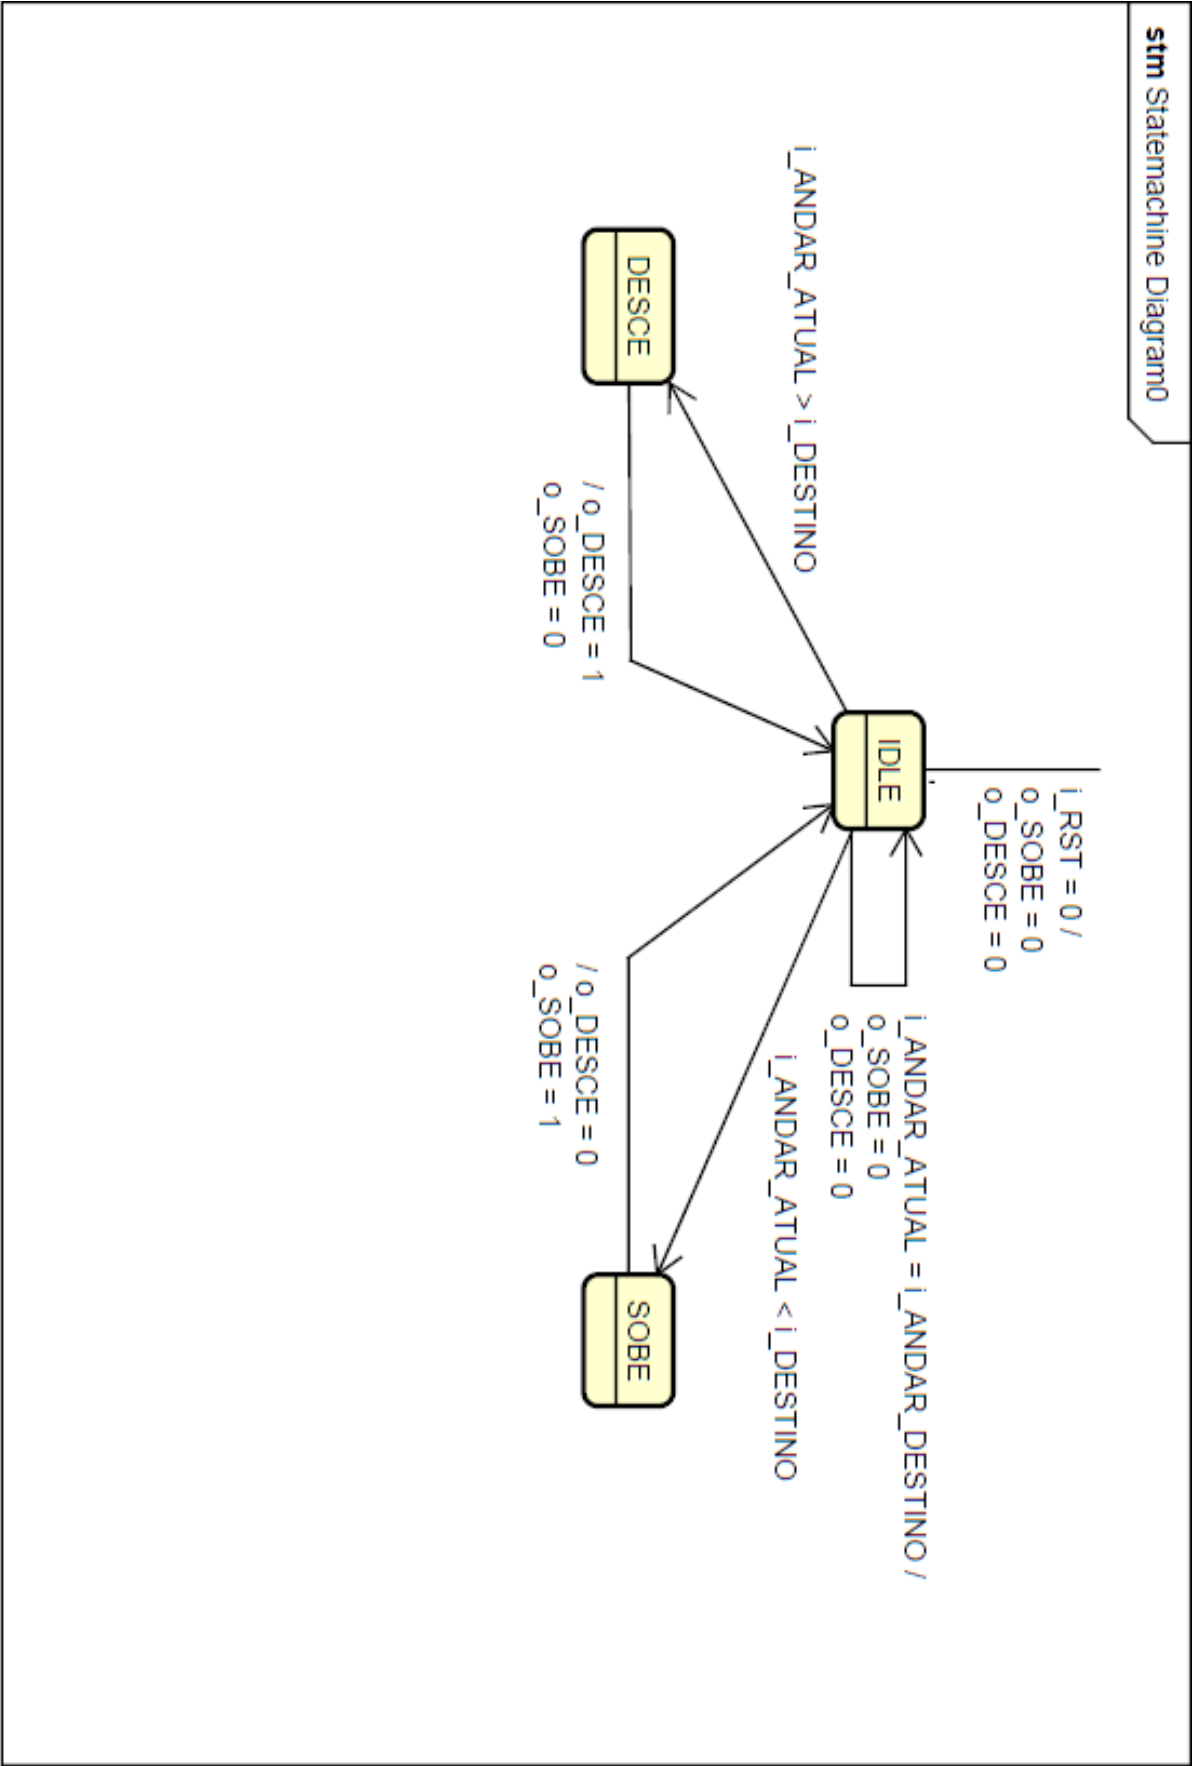 stm Statemachine Diagram0
i_RST = 0 /
o_SOBE = 0
o_DESCE = 0
IDLE
i_ANDAR_ATUAL = i_ANDAR_DESTINO /
o_SOBE = 0
o_DESCE = 0
i_ANDAR_ATUAL > i_DESTINO
i_ANDAR_ATUAL < i_DESTINO
DESCE
SOBE
/ o_DESCE = 1
o_SOBE = 0
/ o_DESCE = 0
o_SOBE = 1